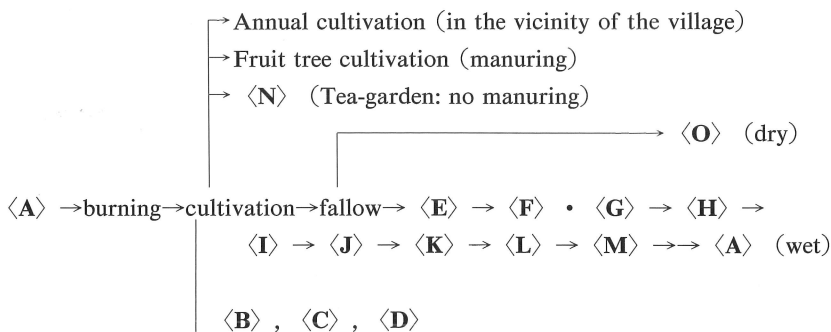 Annual cultivation (in the vicinity of the village)
Fruit tree cultivation (manuring)
〈N〉 (Tea-garden: no manuring)
〈O〉 (dry)
〈A〉 →burning→cultivation→fallow→ 〈E〉 → 〈F〉 • 〈G〉 → 〈H〉 →
〈I〉 → 〈J〉 → 〈K〉 → 〈L〉 → 〈M〉 →→ 〈A〉 (wet)
〈B〉 , 〈C〉 , 〈D〉